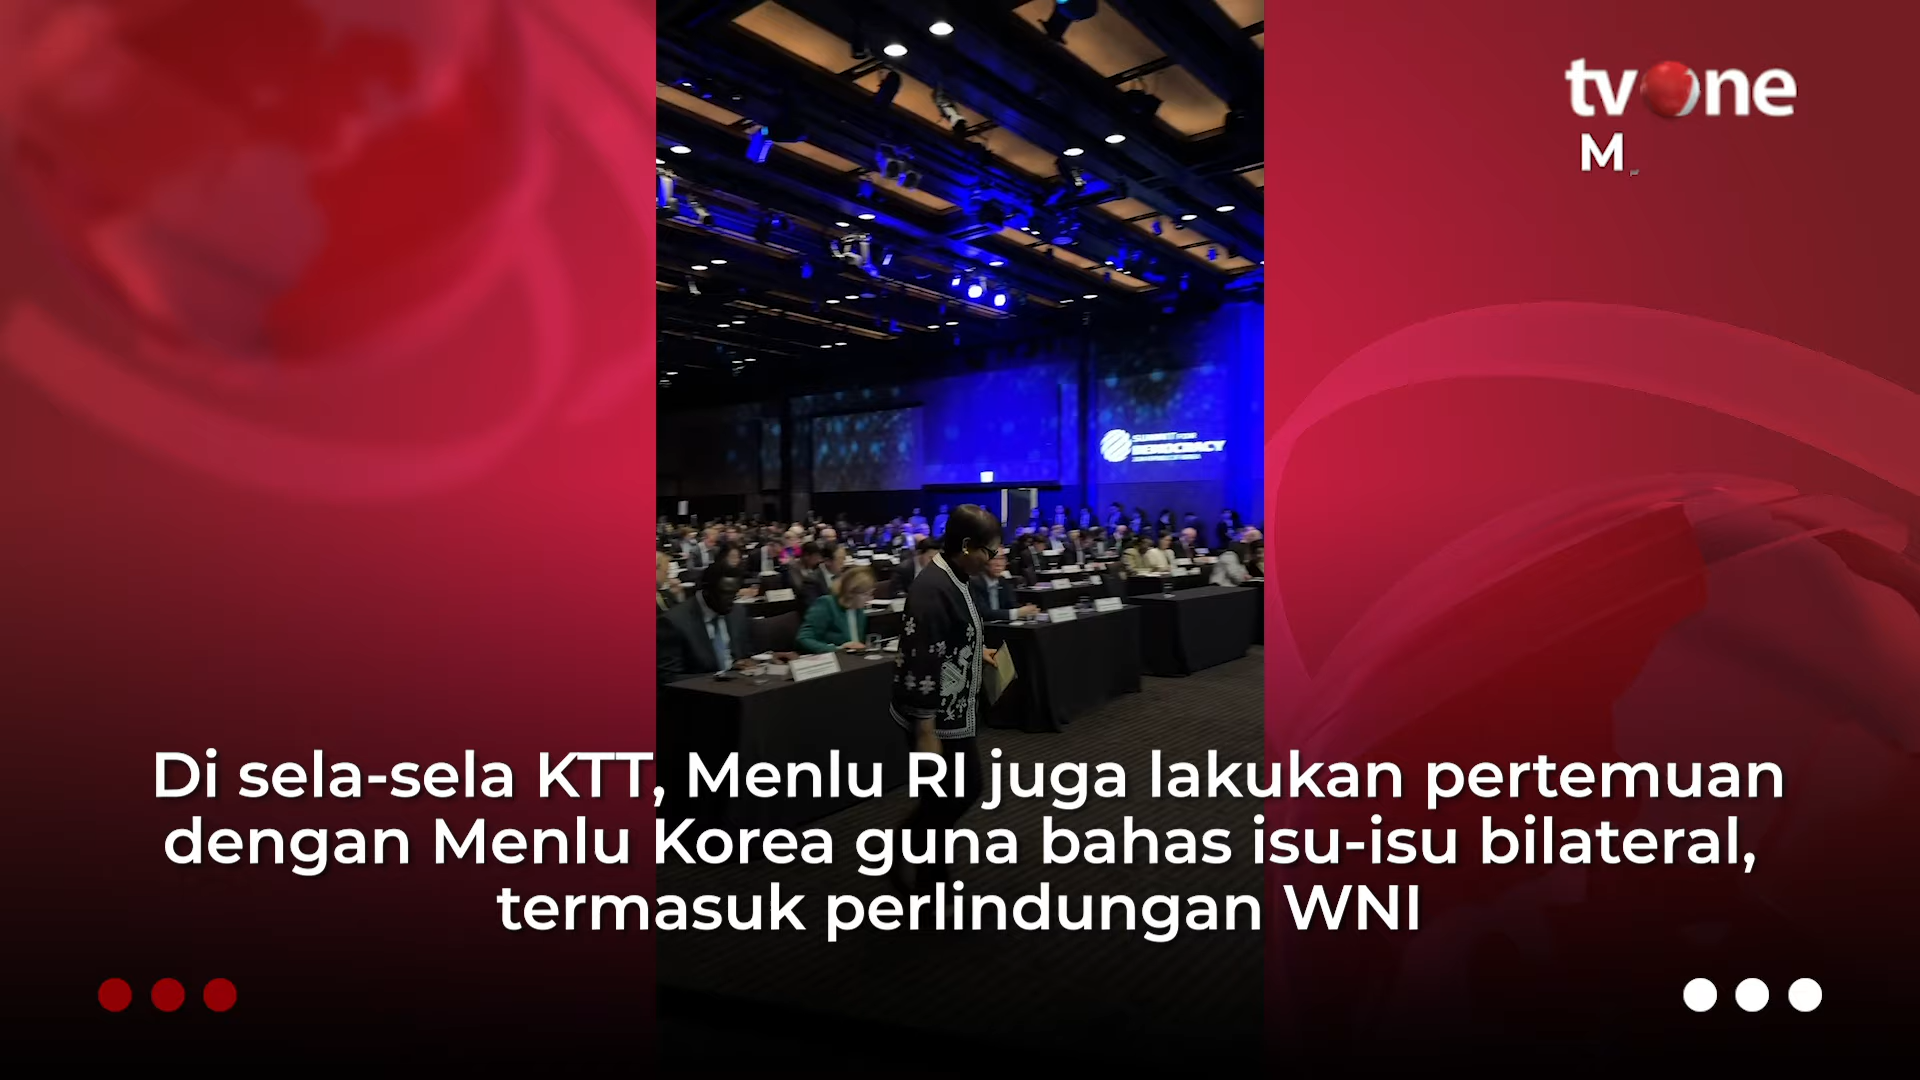 tvOne
M
SUMMIT FOR
DEMOCRACY
Di sela-sela KTT, Menlu RI juga lakukan pertemuan
dengan Menlu Korea guna bahas isu-isu bilateral,
termasuk perlindungan WNI